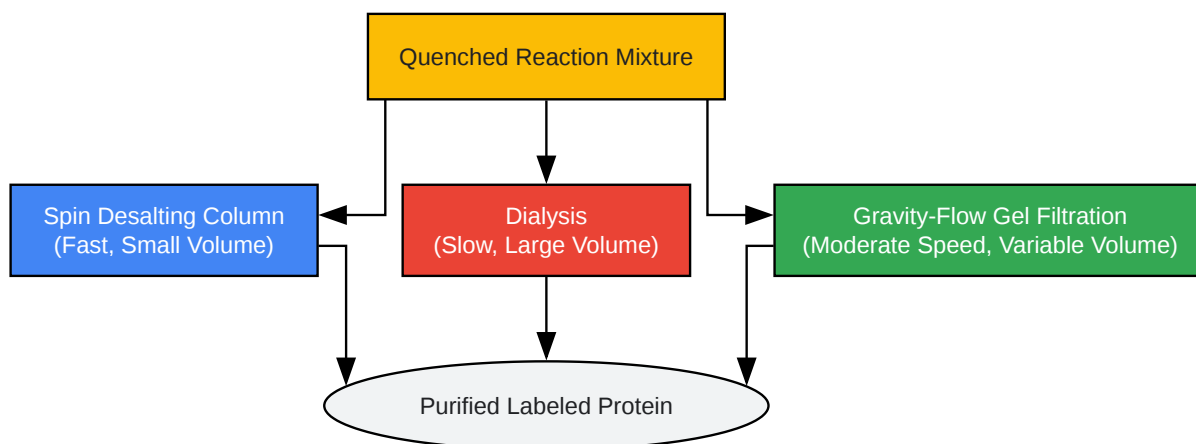 Quenched Reaction Mixture
Spin Desalting Column
(Fast, Small Volume)
Dialysis
(Slow, Large Volume)
Gravity-Flow Gel Filtration
(Moderate Speed, Variable Volume)
Purified Labeled Protein